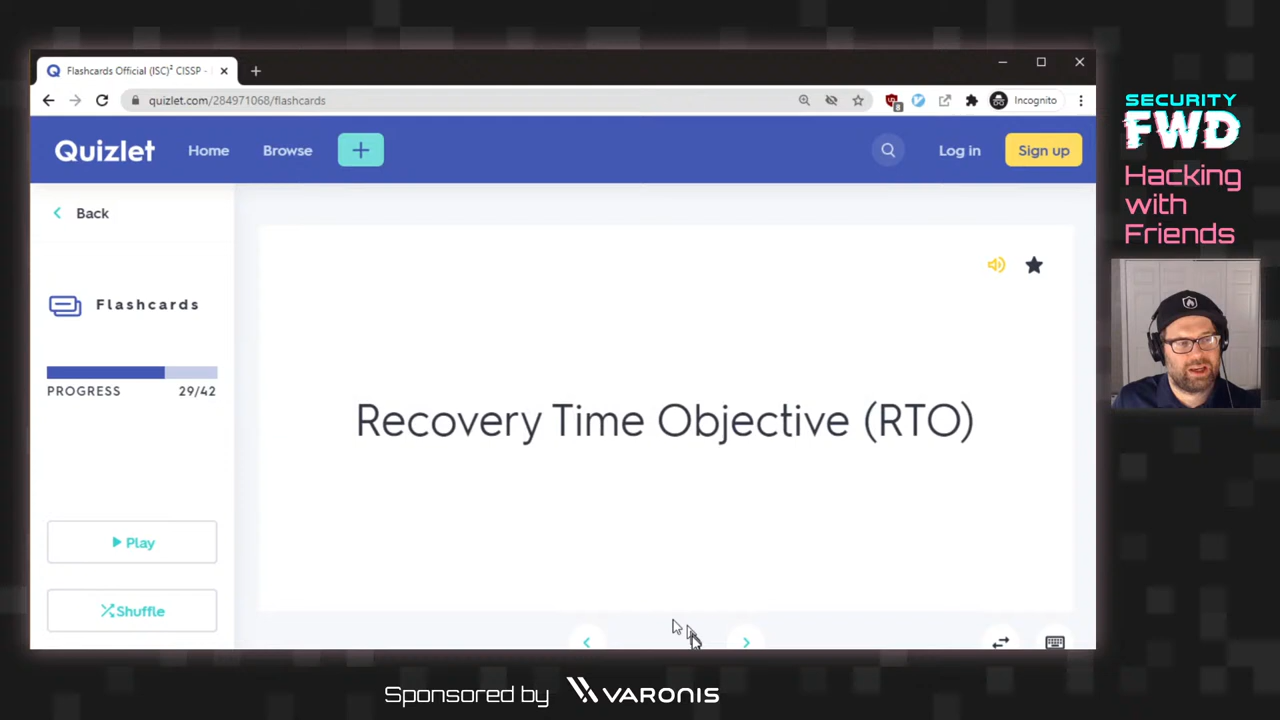 Flashcards Official (ISC)² CISSP -
quizlet.com/284971068/flashcards
8
Incognito
Quizlet
Home
Browse
Log in
Sign up
Back
Flashcards
PROGRESS 29/42
Play
Shuffle
Recovery Time Objective (RTO)
SECURITY
FWD
Hacking
with
Friends
Sponsored by VARONIS